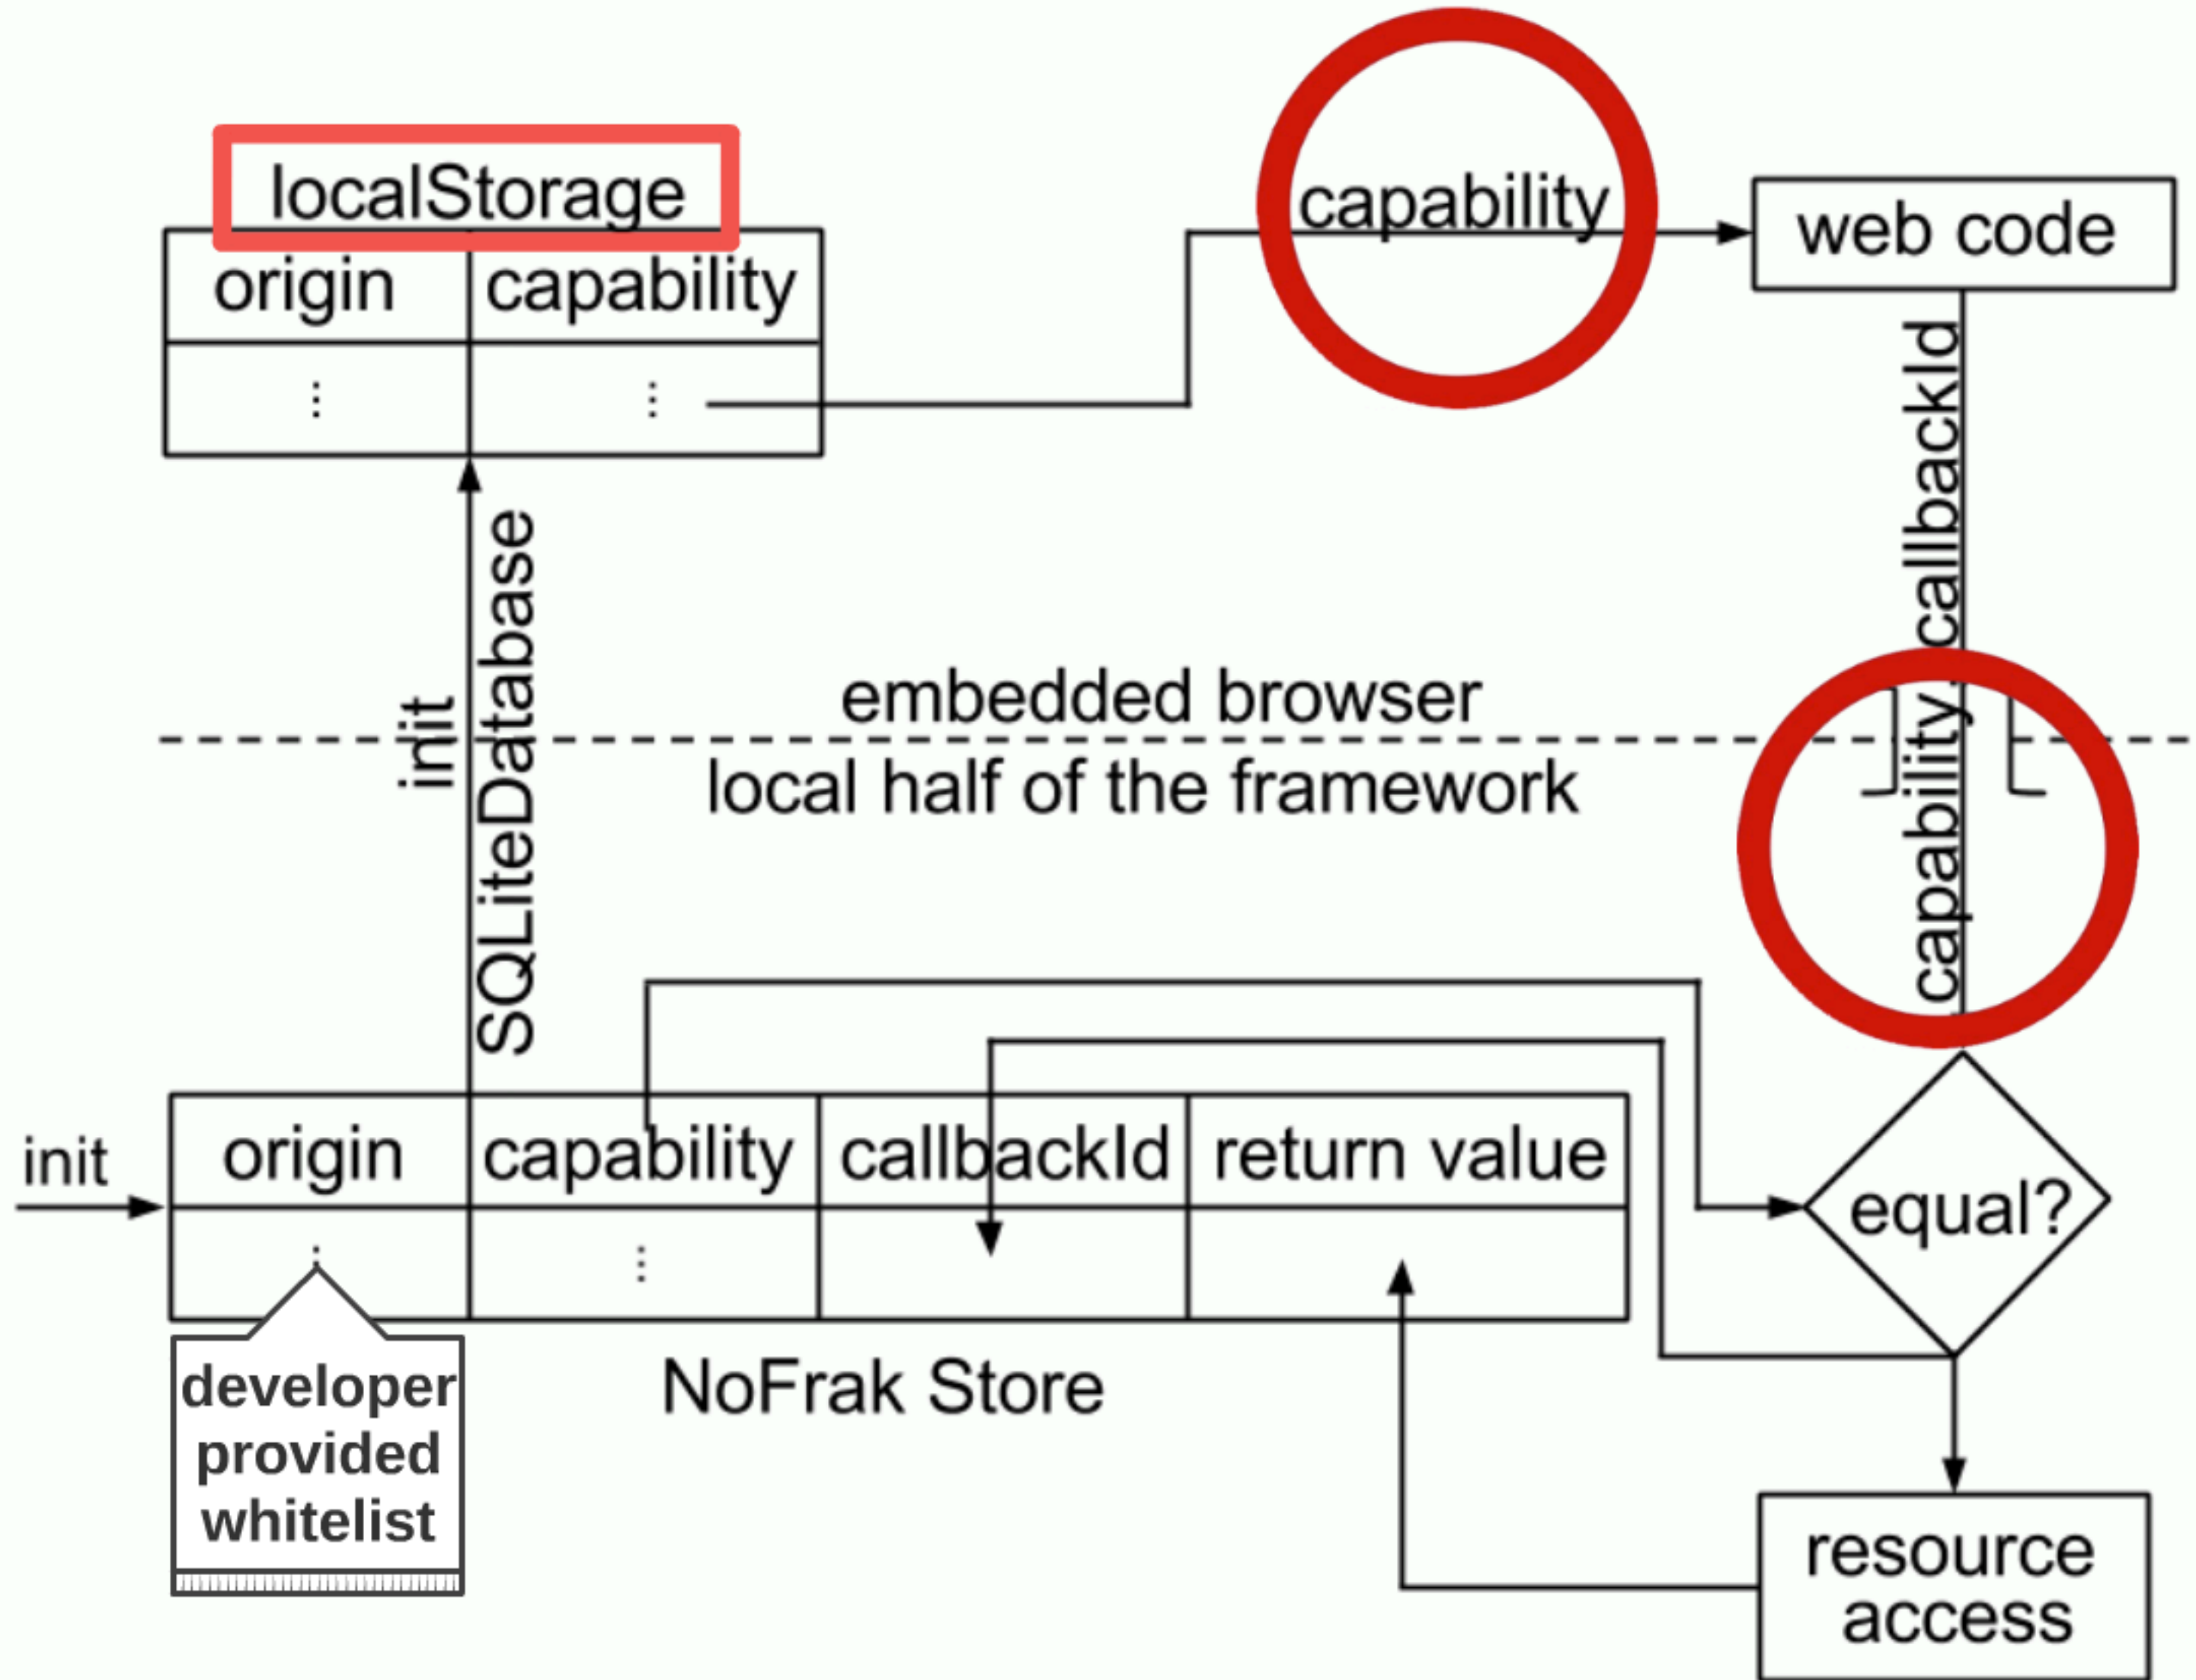 localStorage
capability
web code
origin
capability
capability, callbackId
init
SQLiteDatabase
embedded browser
local half of the framework
init
origin
capability
callbackId
return value
equal?
developer
provided
whitelist
NoFrak Store
resource
access